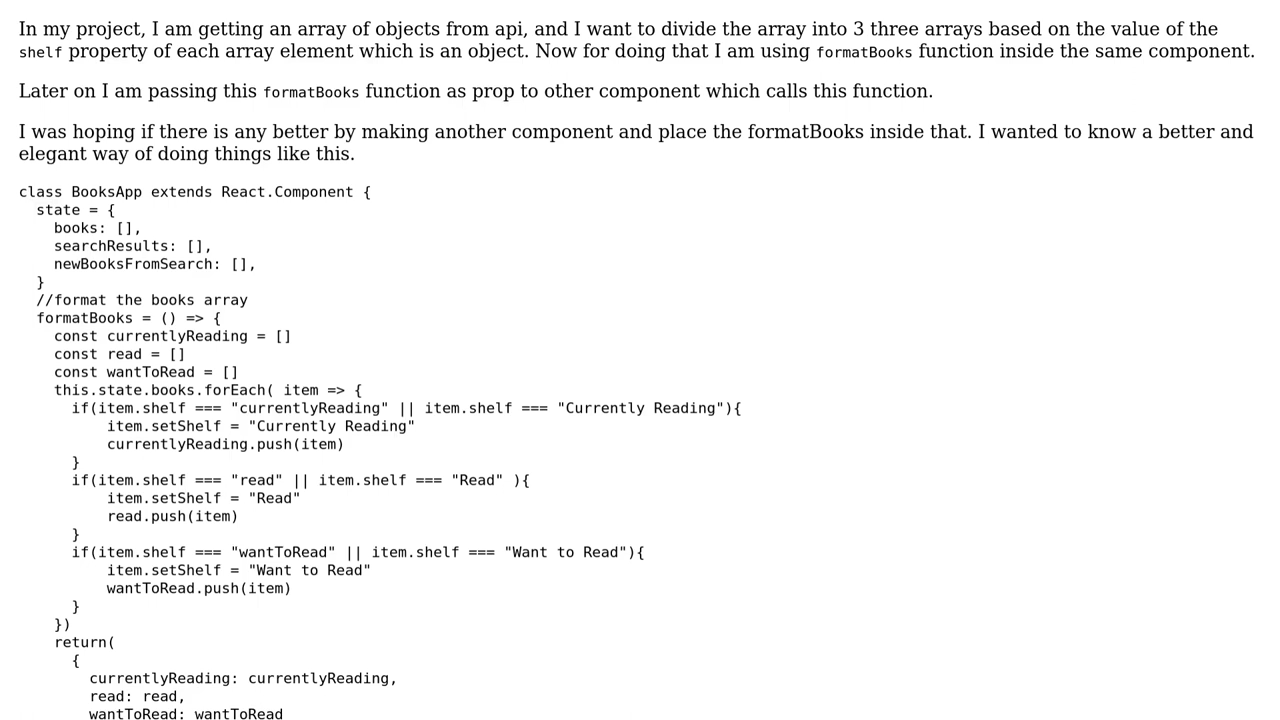 In my project, I am getting an array of objects from api, and I want to divide the array into 3 three arrays based on the value of the
shelf property of each array element which is an object. Now for doing that I am using formatBooks function inside the same component.
Later on I am passing this formatBooks function as prop to other component which calls this function.
I was hoping if there is any better by making another component and place the formatBooks inside that. I wanted to know a better and
elegant way of doing things like this.
class BooksApp extends React.Component {
  state = {
    books: [],
    searchResults: [],
    newBooksFromSearch: [],
  }
  //format the books array
  formatBooks = () => {
    const currentlyReading = []
    const read = []
    const wantToRead = []
    this.state.books.forEach( item => {
      if(item.shelf === "currentlyReading" || item.shelf === "Currently Reading"){
          item.setShelf = "Currently Reading"
          currentlyReading.push(item)
      }
      if(item.shelf === "read" || item.shelf === "Read" ){
          item.setShelf = "Read"
          read.push(item)
      }
      if(item.shelf === "wantToRead" || item.shelf === "Want to Read"){
          item.setShelf = "Want to Read"
          wantToRead.push(item)
      }
    })
    return(
      {
        currentlyReading: currentlyReading,
        read: read,
        wantToRead: wantToRead